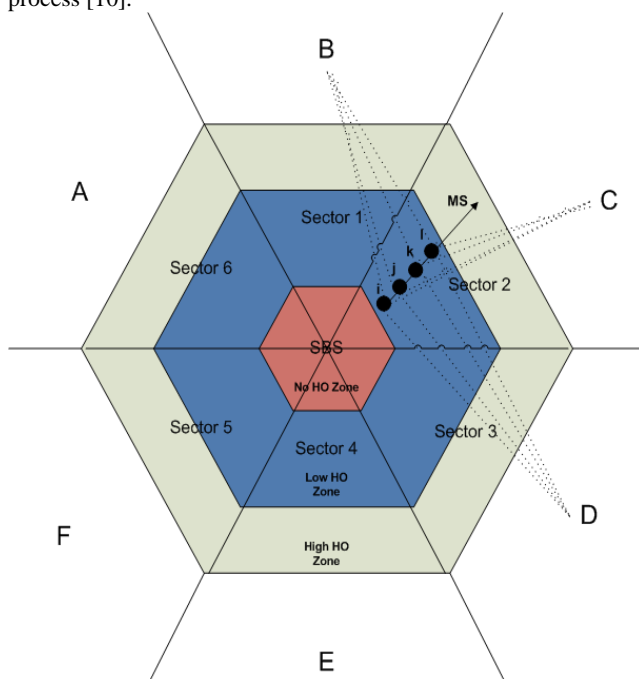 process [10].
B
A
MS
C
Sector 1
l
k
Sector 6
j
Sector 2
i
SBS
No HO Zone
Sector 5
Sector 3
Sector 4
Low HO
Zone
D
F
High HO
Zone
E